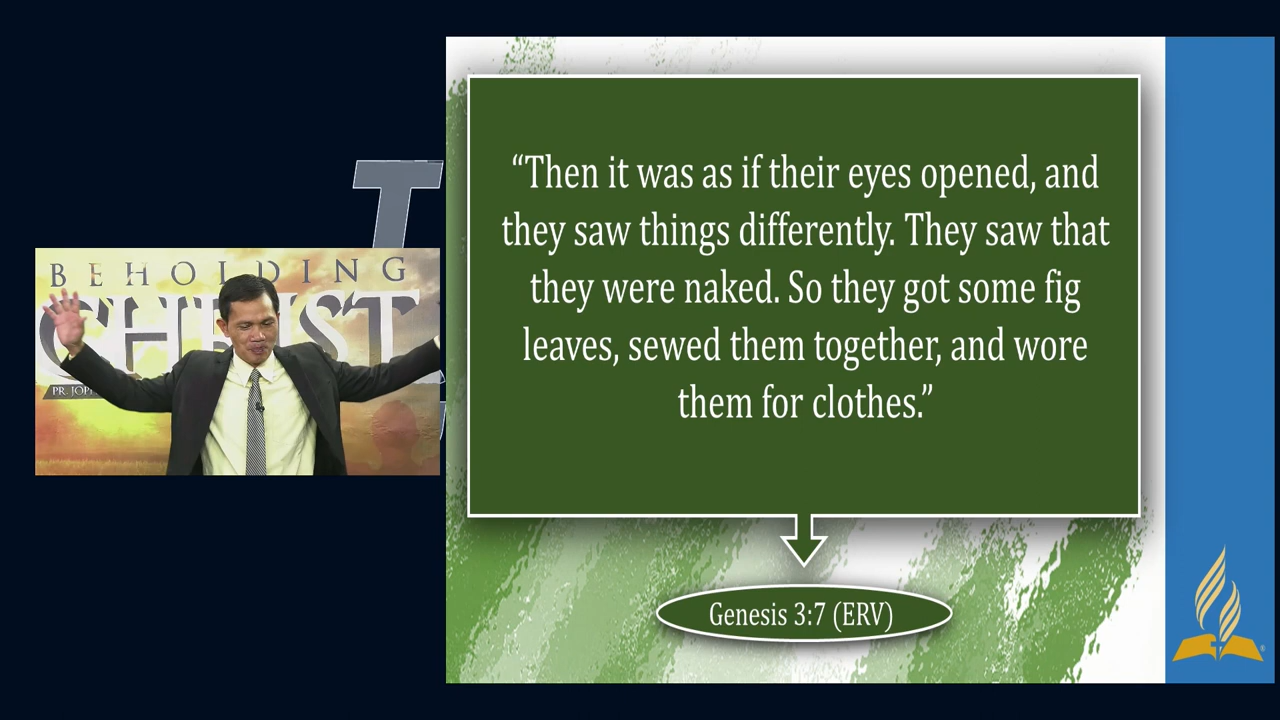 T
BEHOLDING
CHRIST
“Then it was as if their eyes opened, and
they saw things differently. They saw that
they were naked. So they got some fig
leaves, sewed them together, and wore
them for clothes.”
Genesis 3:7 (ERV)
®